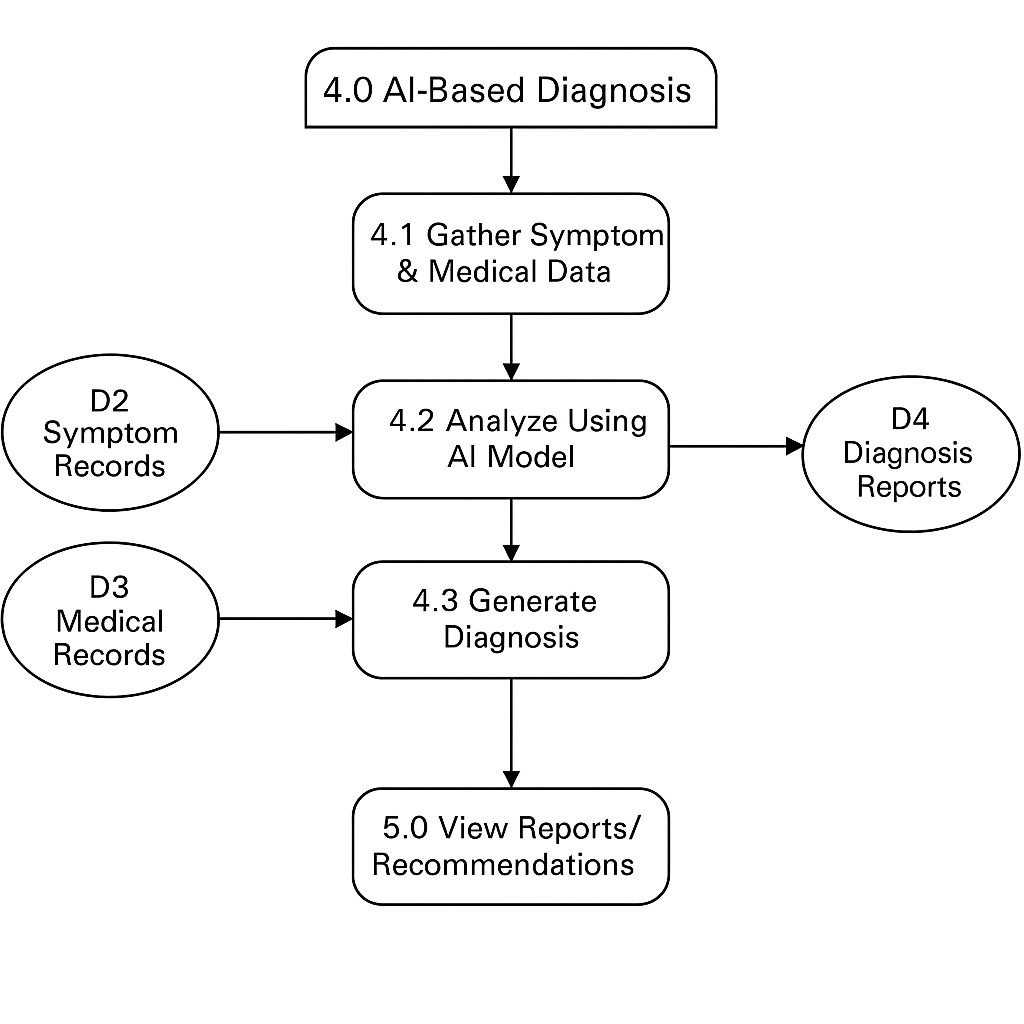 4.0 AI-Based Diagnosis
4.1 Gather Symptom
& Medical Data
D2
Symptom
Records
4.2 Analyze Using
AI Model
D4
Diagnosis
Reports
D3
Medical
Records
4.3 Generate
Diagnosis
5.0 View Reports/
Recommendations